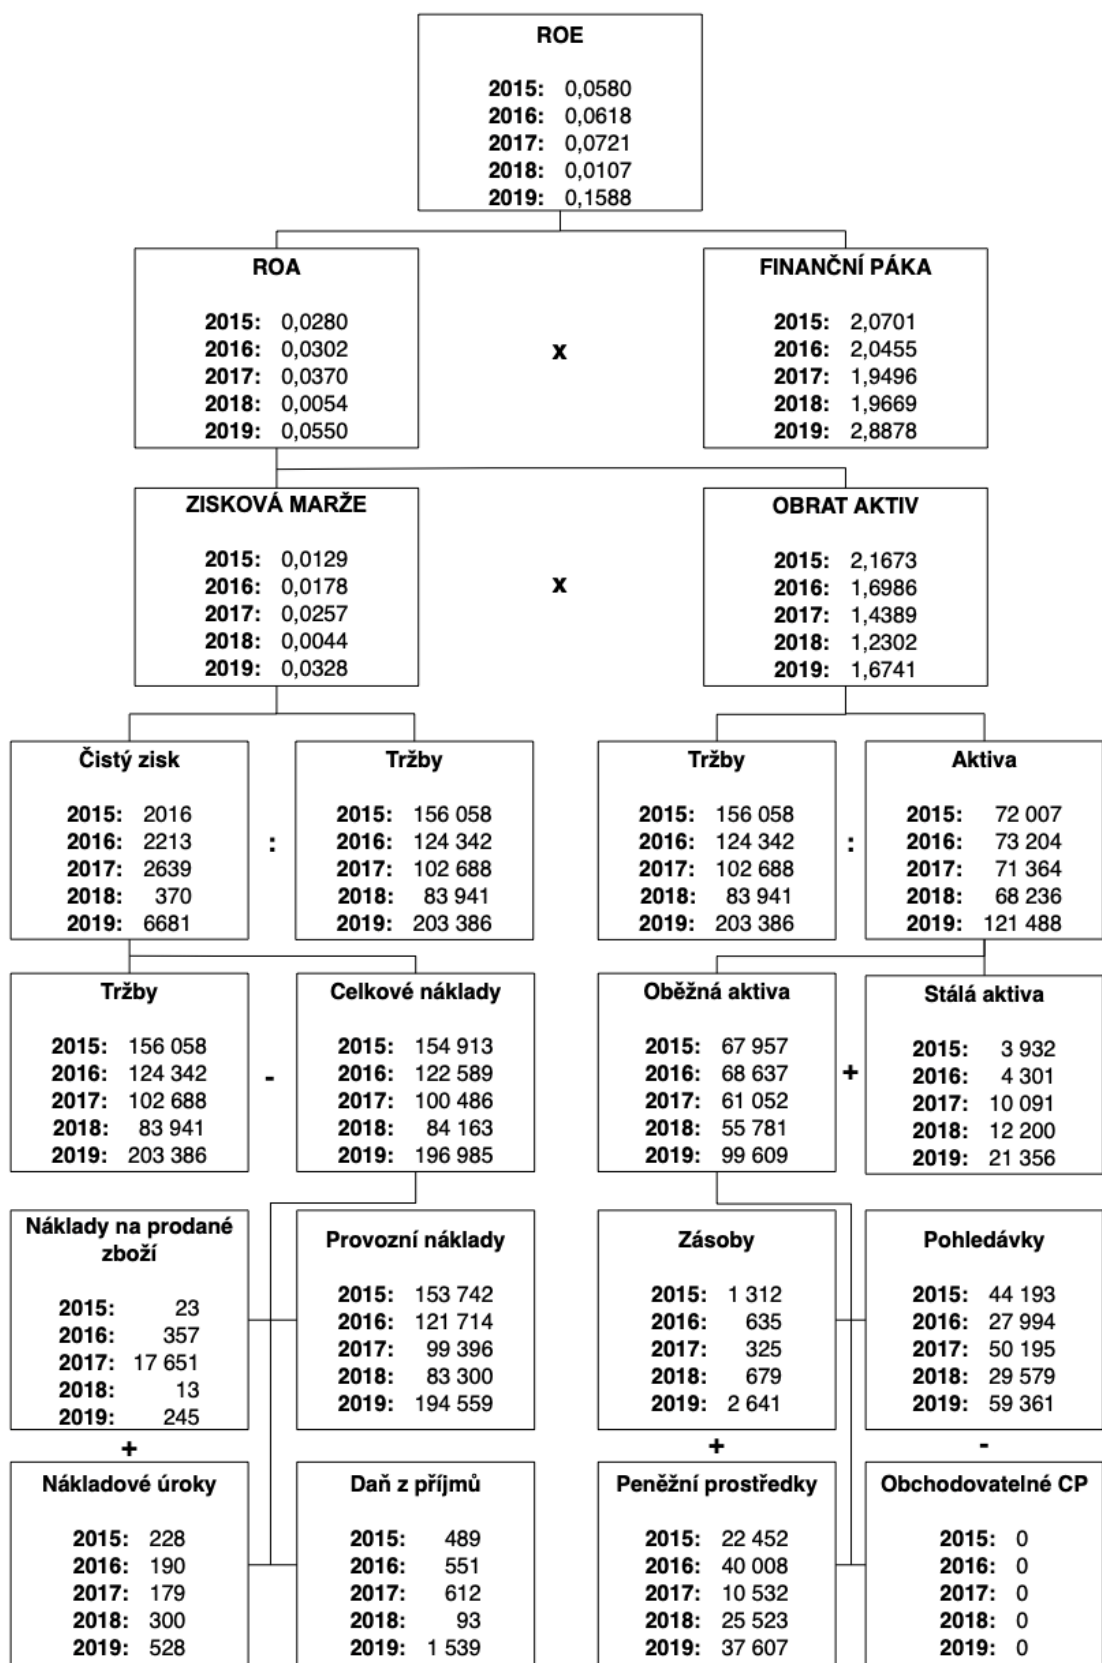 ROE
2015: 0,0580
2016: 0,0618
2017: 0,0721
2018: 0,0107
2019: 0,1588
ROA
2015: 0,0280
2016: 0,0302
2017: 0,0370
2018: 0,0054
2019: 0,0550
x
FINANČNÍ PÁKA
2015: 2,0701
2016: 2,0455
2017: 1,9496
2018: 1,9669
2019: 2,8878
ZISKOVÁ MARŽE
2015: 0,0129
2016: 0,0178
2017: 0,0257
2018: 0,0044
2019: 0,0328
x
OBRAT AKTIV
2015: 2,1673
2016: 1,6986
2017: 1,4389
2018: 1,2302
2019: 1,6741
Čistý zisk
2015: 2016
2016: 2213
2017: 2639
2018: 370
2019: 6681
:
Tržby
2015: 156 058
2016: 124 342
2017: 102 688
2018: 83 941
2019: 203 386
Tržby
2015: 156 058
2016: 124 342
2017: 102 688
2018: 83 941
2019: 203 386
:
Aktiva
2015: 72 007
2016: 73 204
2017: 71 364
2018: 68 236
2019: 121 488
Tržby
2015: 156 058
2016: 124 342
2017: 102 688
2018: 83 941
2019: 203 386
-
Celkové náklady
2015: 154 913
2016: 122 589
2017: 100 486
2018: 84 163
2019: 196 985
Oběžná aktiva
2015: 67 957
2016: 68 637
2017: 61 052
2018: 55 781
2019: 99 609
+
Stálá aktiva
2015: 3 932
2016: 4 301
2017: 10 091
2018: 12 200
2019: 21 356
Náklady na prodané
zboží
2015: 23
2016: 357
2017: 17 651
2018: 13
2019: 245
Provozní náklady
2015: 153 742
2016: 121 714
2017: 99 396
2018: 83 300
2019: 194 559
Zásoby
2015: 1 312
2016: 635
2017: 325
2018: 679
2019: 2 641
Pohledávky
2015: 44 193
2016: 27 994
2017: 50 195
2018: 29 579
2019: 59 361
+
+
-
Nákladové úroky
2015: 228
2016: 190
2017: 179
2018: 300
2019: 528
Daň z příjmů
2015: 489
2016: 551
2017: 612
2018: 93
2019: 1 539
Peněžní prostředky
2015: 22 452
2016: 40 008
2017: 10 532
2018: 25 523
2019: 37 607
Obchodovatelné CP
2015: 0
2016: 0
2017: 0
2018: 0
2019: 0